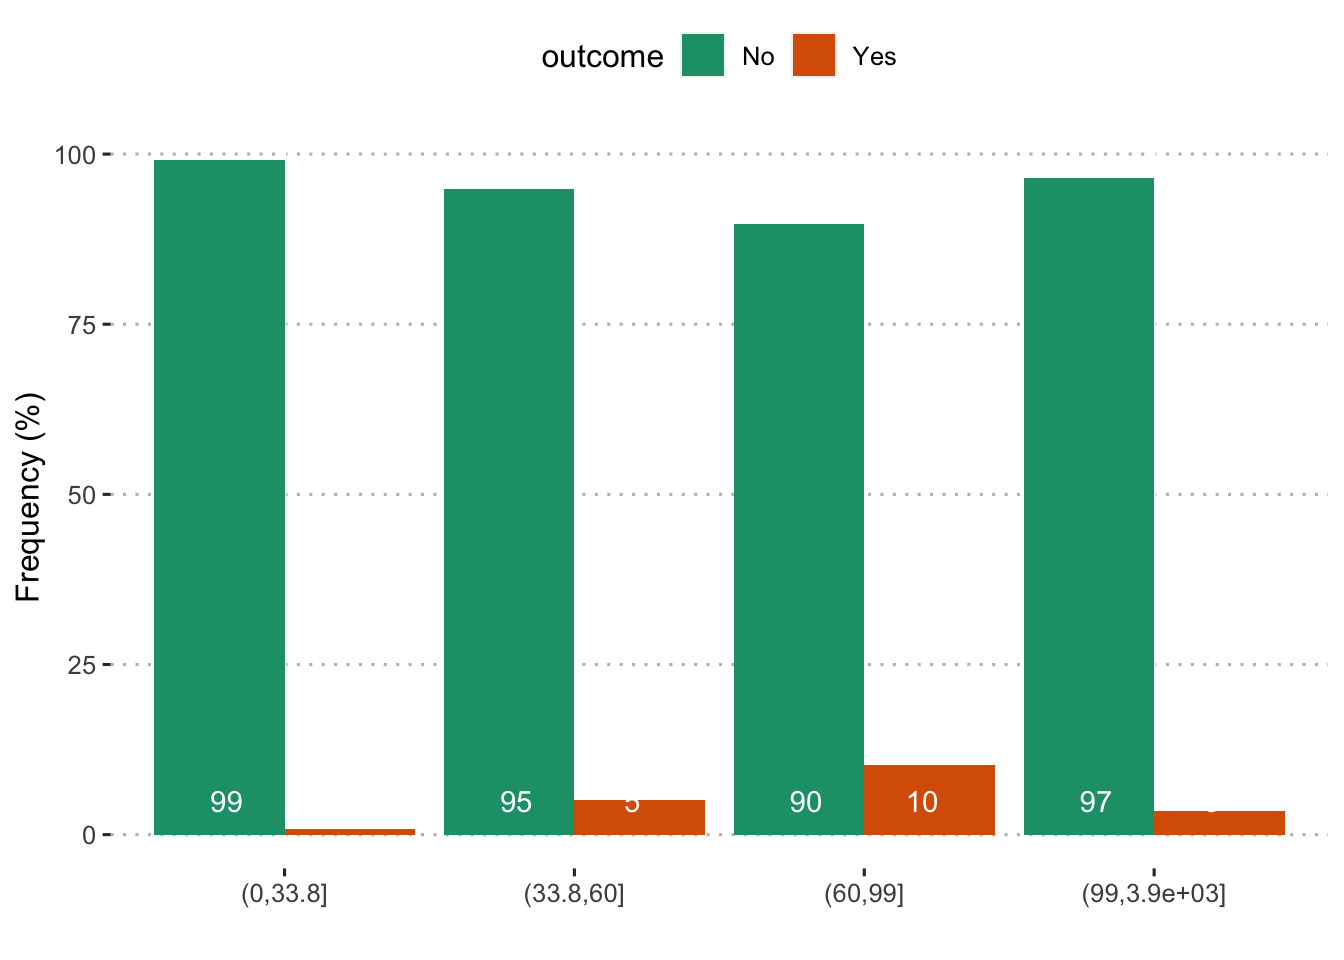 outcome No Yes
100
75
50
25
0
Frequency (%)
99 95 5 90 10 97
(0,33.8] (33.8,60] (60,99] (99,3.9e+03]